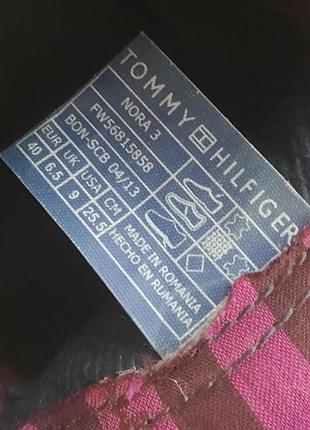 TOMMY HILFIGER
NORA 3
FW56815858
BON-SCB 04/13
EUR UK USA CM
40 6.5 9 25.5
MADE IN ROMANIA
HECHO EN RUMANIA